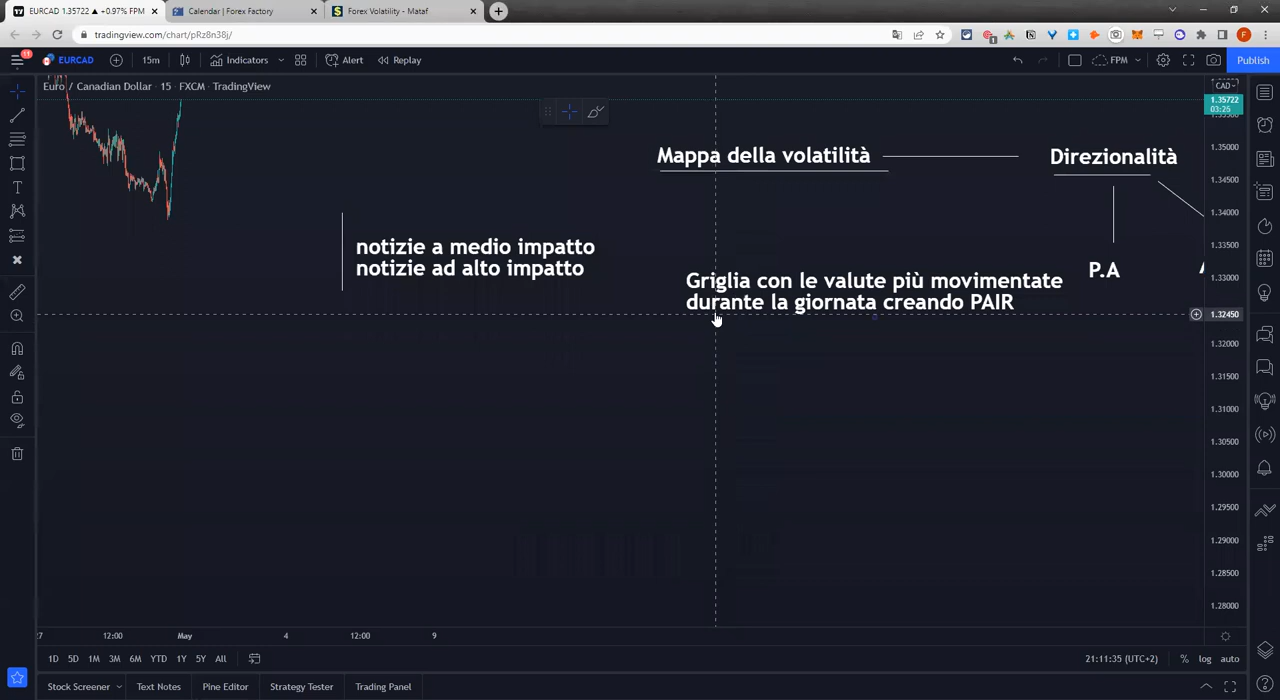 EURCAD 1.35722 ▲ +0.97% FPM
Calendar | Forex Factory
Forex Volatility - Mataf
tradingview.com/chart/pRz8n38j/
11
EURCAD
15m
Indicators
Alert
Replay
FPM
Publish
Euro / Canadian Dollar · 15 · FXCM · TradingView
CAD
1.35722
03:25
Mappa della volatilità
Direzionalità
notizie a medio impatto
notizie ad alto impatto
P.A
Griglia con le valute più movimentate
durante la giornata creando PAIR
1.35000
1.34500
1.34000
1.33500
1.33000
1.32450
1.32000
1.31500
1.31000
1.30500
1.30000
1.29500
1.29000
1.28500
1.28000
27
12:00
May
4
12:00
9
1D 5D 1M 3M 6M YTD 1Y 5Y All
21:11:35 (UTC+2)
% log auto
Stock Screener
Text Notes
Pine Editor
Strategy Tester
Trading Panel